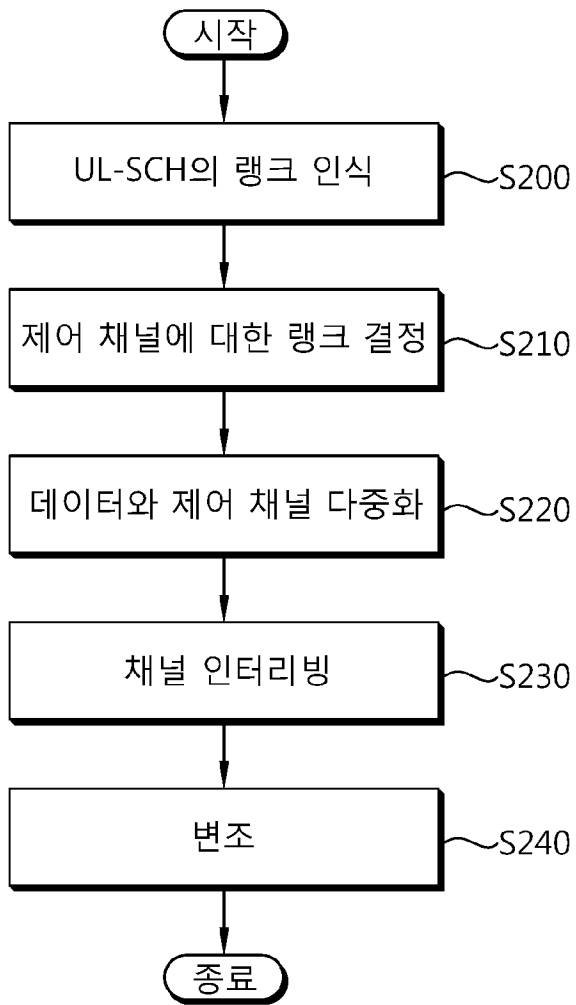 시작
UL-SCH의 랭크 인식
S200
제어 채널에 대한 랭크 결정
S210
데이터와 제어 채널 다중화
S220
채널 인터리빙
S230
변조
S240
종료